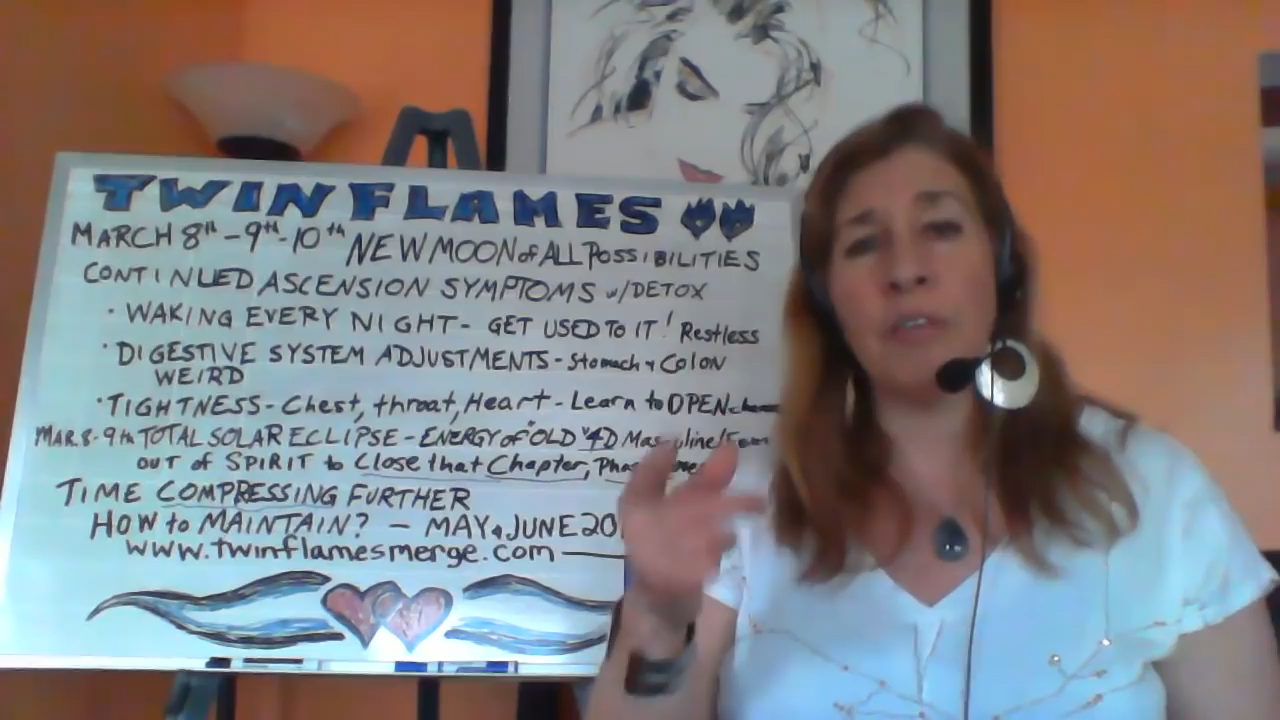 TWIN FLAMES
MARCH 8th-9th-10th NEW MOON of ALL POSSIBILITIES
CONTINUED ASCENSION SYMPTOMS w/DETOX
· WAKING EVERY NIGHT - GET USED TO IT! Restless
· DIGESTIVE SYSTEM ADJUSTMENTS - Stomach & COLON
WEIRD
· TIGHTNESS - Chest, throat, Heart - Learn to OPEN
MAR. 8-9th TOTAL SOLAR ECLIPSE - ENERGY of "OLD" 4D
OUT of SPIRIT to Close that Chapter,
TIME COMPRESSING FURTHER
HOW to MAINTAIN? - MAY & JUNE
www.twinflamesmerge.com